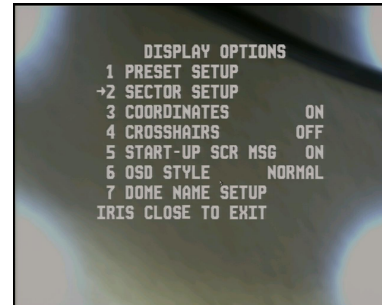 DISPLAY OPTIONS
1 PRESET SETUP
→2 SECTOR SETUP
3 COORDINATES ON
4 CROSSHAIRS OFF
5 START-UP SCR MSG ON
6 OSD STYLE NORMAL
7 DOME NAME SETUP
IRIS CLOSE TO EXIT